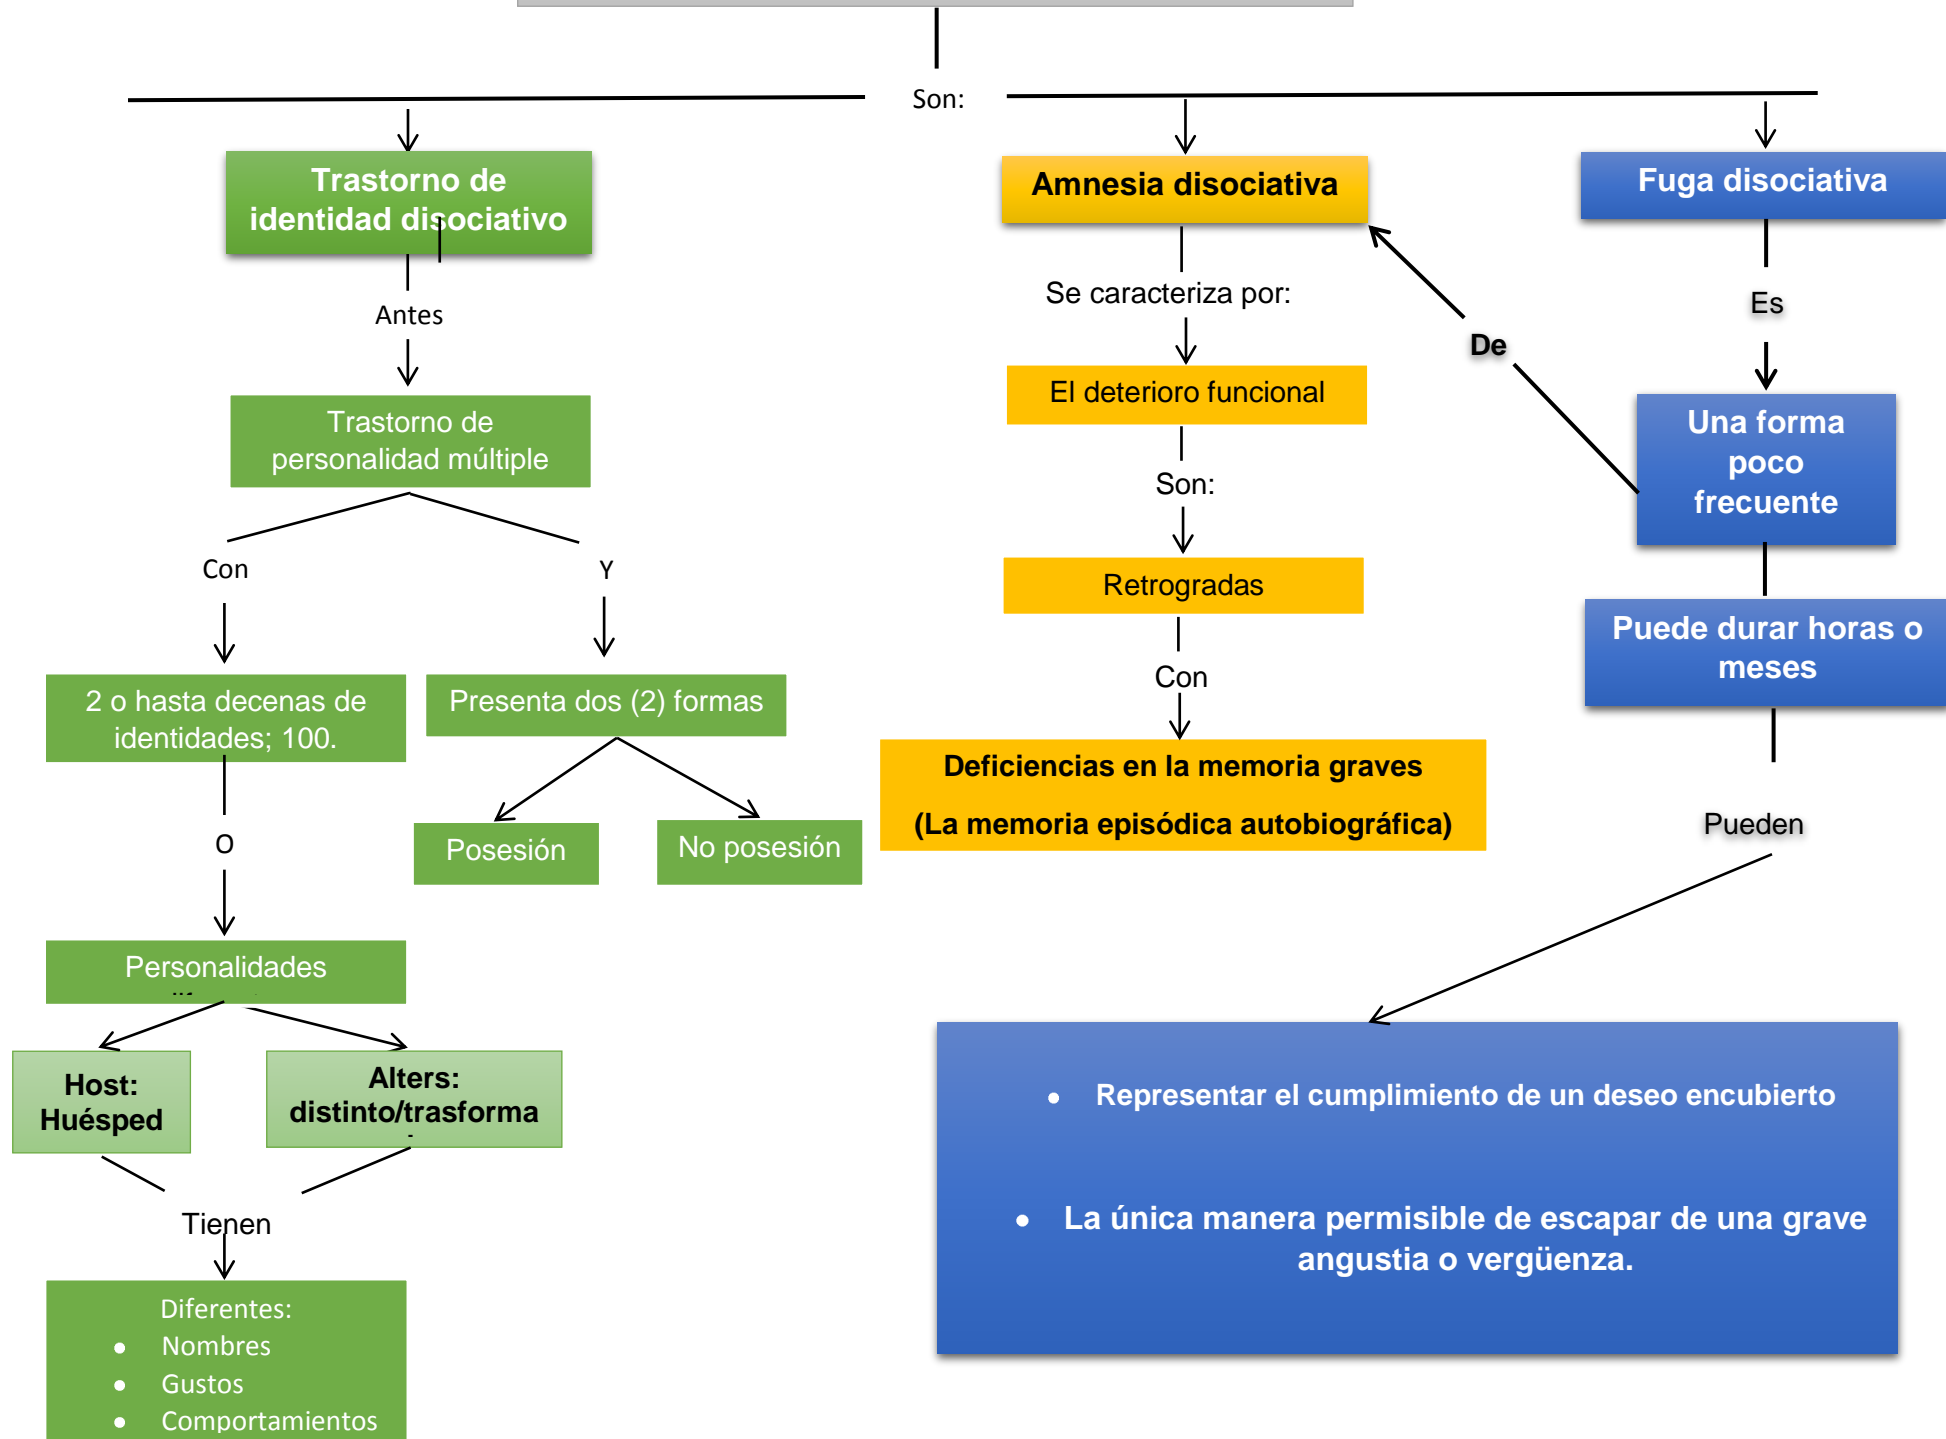 Son:
Trastorno de
identidad disociativo
Antes
Trastorno de
personalidad múltiple
Con
Y
2 o hasta decenas de
identidades; 100.
Presenta dos (2) formas
O
Posesión
No posesión
Personalidades
Host:
Huésped
Alters:
distinto/trasforma
Tienen
Diferentes:
● Nombres
● Gustos
● Comportamientos
Amnesia disociativa
Se caracteriza por:
El deterioro funcional
Son:
Retrogradas
Con
Deficiencias en la memoria graves
(La memoria episódica autobiográfica)
Fuga disociativa
Es
De
Una forma
poco
frecuente
Puede durar horas o
meses
Pueden
● Representar el cumplimiento de un deseo encubierto
● La única manera permisible de escapar de una grave
angustia o vergüenza.